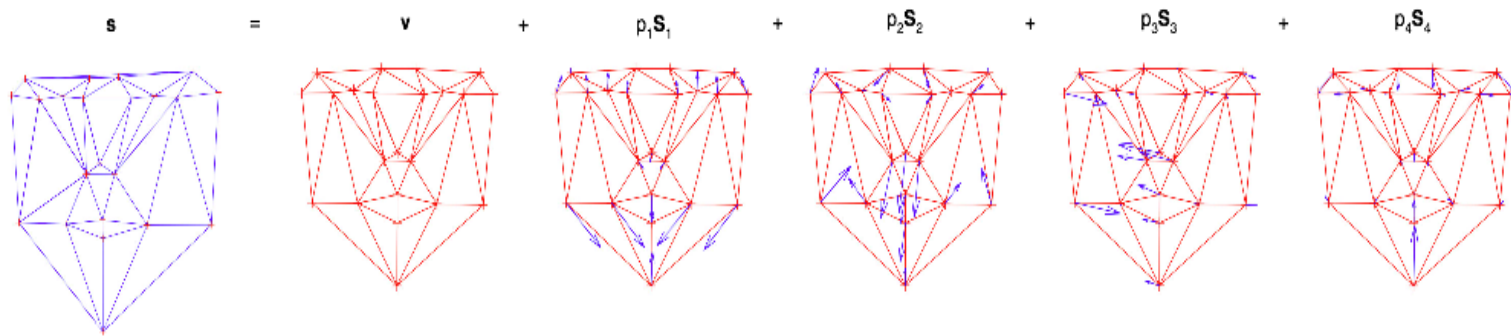 s = v + p₁S₁ + p₂S₂ + p₃S₃ + p₄S₄